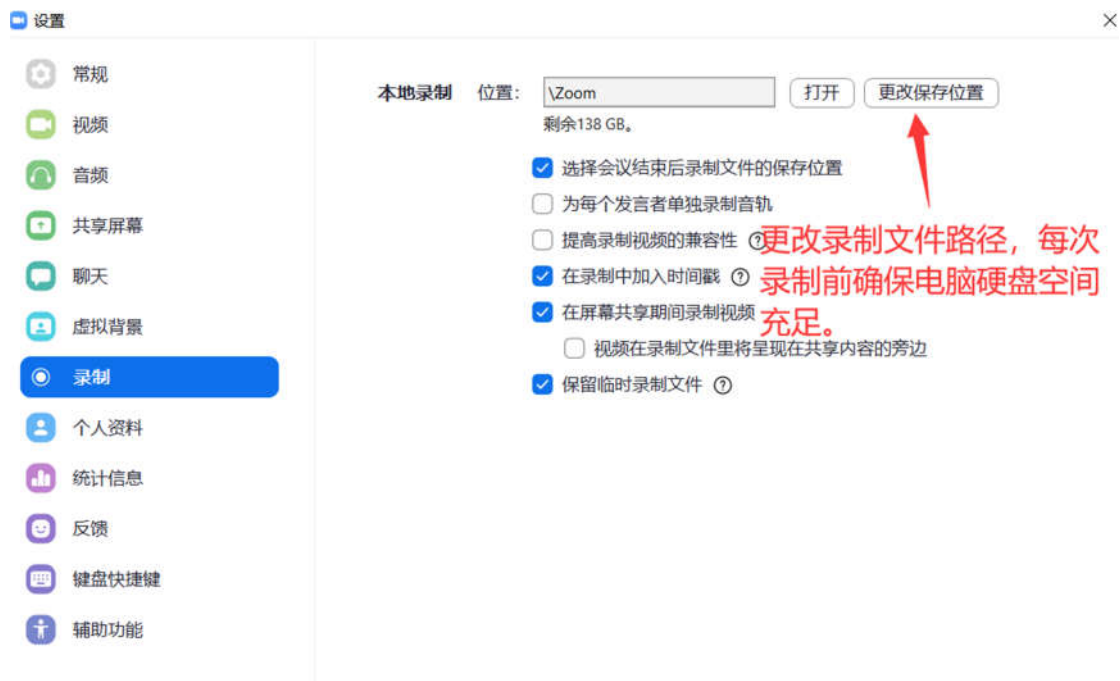 设置
常规
视频
音频
共享屏幕
聊天
虚拟背景
录制
个人资料
统计信息
反馈
键盘快捷键
辅助功能
本地录制 位置： \Zoom 打开 更改保存位置
剩余138 GB。
选择会议结束后录制文件的保存位置
为每个发言者单独录制音轨
提高录制视频的兼容性
在录制中加入时间戳
在屏幕共享期间录制视频
视频在录制文件里将呈现在共享内容的旁边
保留临时录制文件
更改录制文件路径，每次
录制前确保电脑硬盘空间
充足。